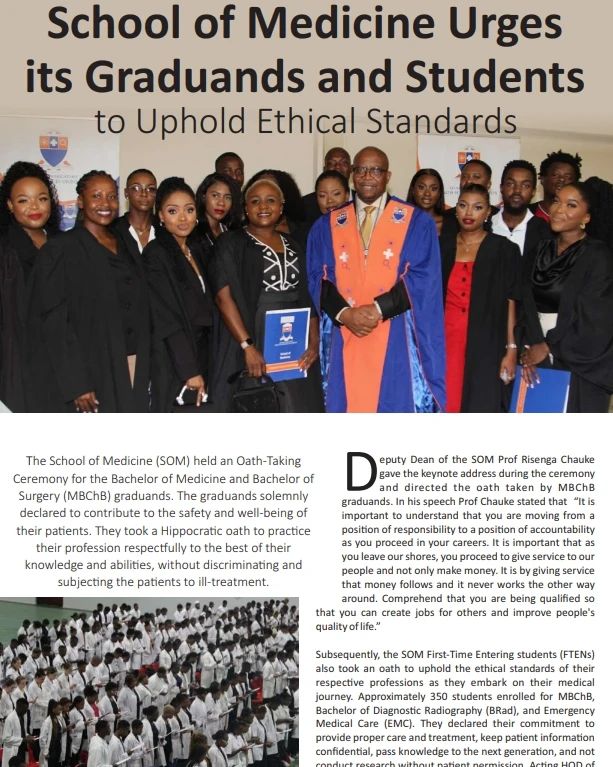 School of Medicine Urges
its Graduands and Students
to Uphold Ethical Standards
The School of Medicine (SOM) held an Oath-Taking
Ceremony for the Bachelor of Medicine and Bachelor of
Surgery (MBChB) graduands. The graduands solemnly
declared to contribute to the safety and well-being of
their patients. They took a Hippocratic oath to practice
their profession respectfully to the best of their
knowledge and abilities, without discriminating and
subjecting the patients to ill-treatment.
Deputy Dean of the SOM Prof Risenga Chauke
gave the keynote address during the ceremony
and directed the oath taken by MBChB
graduands. In his speech Prof Chauke stated that “It
is important to understand that you are moving from a
position of responsibility to a position of accountability
as you proceed in your careers. It is important that as
you leave our shores, you proceed to give service to our
people and not only make money. It is by giving service
that money follows and it never works the other way
around. Comprehend that you are being qualified so
that you can create jobs for others and improve people's
quality of life.”
Subsequently, the SOM First-Time Entering students (FTENs)
also took an oath to uphold the ethical standards of their
respective professions as they embark on their medical
journey. Approximately 350 students enrolled for MBChB,
Bachelor of Diagnostic Radiography (BRad), and Emergency
Medical Care (EMC). They declared their commitment to
provide proper care and treatment, keep patient information
confidential, pass knowledge to the next generation, and not
conduct research without patient permission. Acting HOD of